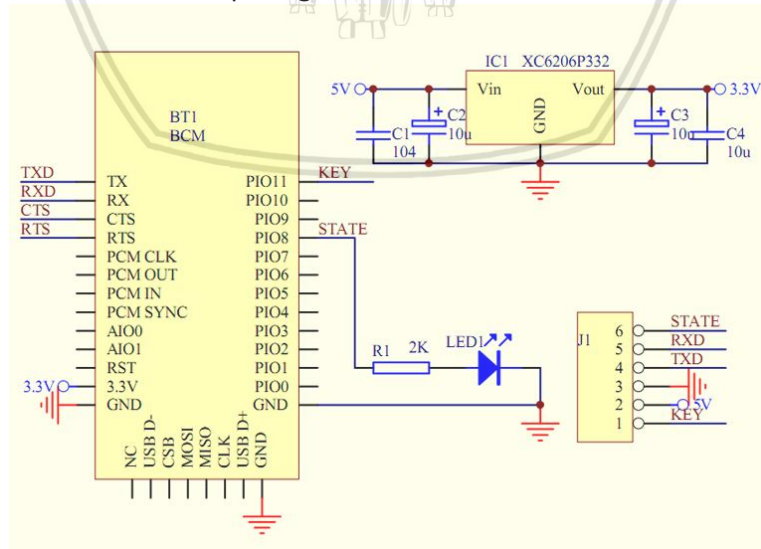 IC1 XC6206P332
5V Vin Vout 3.3V
GND
C1
104
C2
10u
C3
10u
C4
10u
BT1
BCM
TXD TX PIO11 KEY
RXD RX PIO10
CTS CTS PIO9
RTS RTS PIO8 STATE
PCM CLK PIO7
PCM OUT PIO6
PCM IN PIO5
PCM SYNC PIO4
AIO0 PIO3
AIO1 PIO2
RST PIO1
3.3V 3.3V PIO0
GND GND
NC
USB D-
CSB
MOSI
MISO
CLK
USB D+
GND
R1 2K LED1
J1
6 STATE
5 RXD
4 TXD
3
2 5V
1 KEY